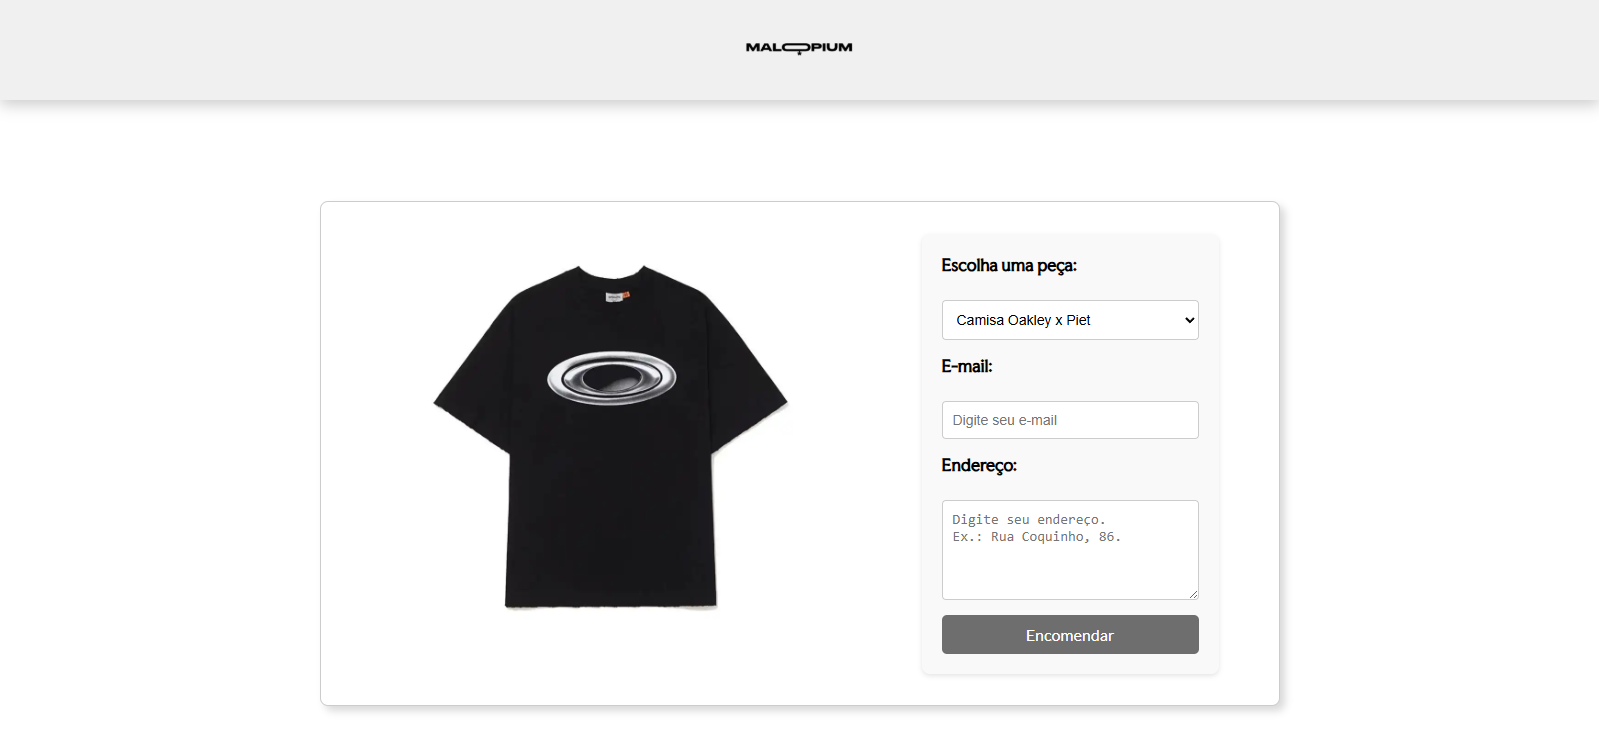 MALOPIUM
Escolha uma peça:
Camisa Oakley x Piet
E-mail:
Digite seu e-mail
Endereço:
Digite seu endereço.
Ex.: Rua Coquinho, 86.
Encomendar